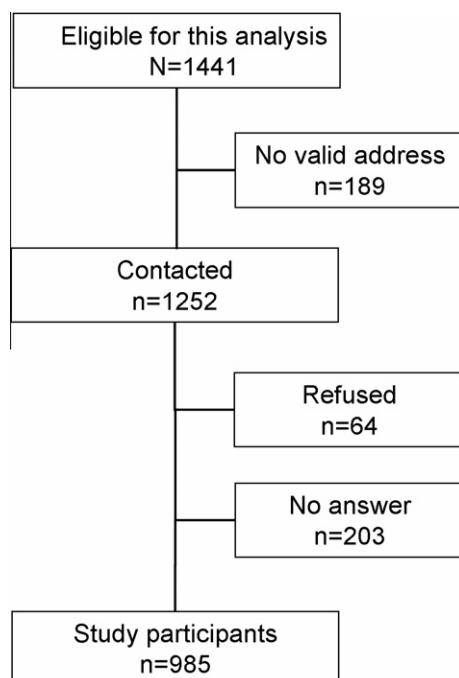 Eligible for this analysis
N=1441
No valid address
n=189
Contacted
n=1252
Refused
n=64
No answer
n=203
Study participants
n=985